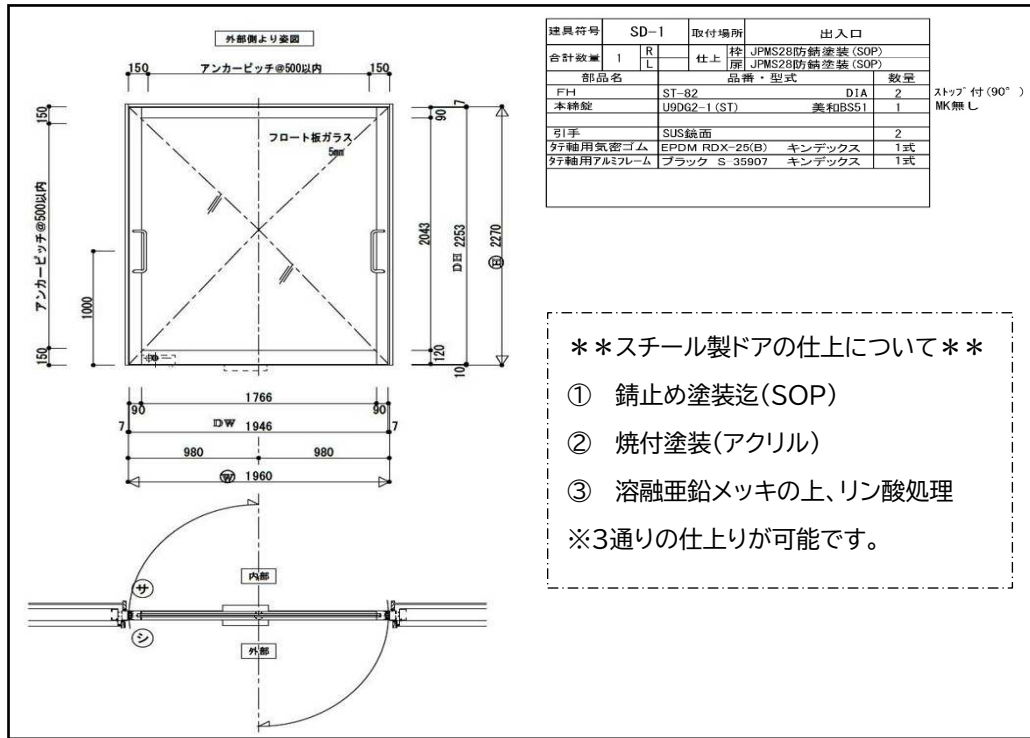 外部側より姿図
150 アンカーピッチ@500以内 150
150
アンカーピッチ@500以内
150
1000
フロート板ガラス
5㎜
7
90
2043
120
10
DH 2253
Ⓗ 2270
1766
90 90
7 DW 1946 7
980 980
Ⓦ 1960
内部
サ
シ
外部
建具符号 SD-1 取付場所 出入口
合計数量 1 R L 仕上 枠 JPMS28防錆塗装(SOP)
扉 JPMS28防錆塗装(SOP)
部品名 品番・型式 数量
FH ST-82 DIA 2 ストップ付(90°)
本締錠 U9DG2-1(ST) 美和BS51 1 MK無し
引手 SUS鏡面 2
タテ軸用気密ゴム EPDM RDX-25(B) キンデックス 1式
タテ軸用アルミフレーム ブラック S-35907 キンデックス 1式
**スチール製ドアの仕上について**
① 錆止め塗装迄(SOP)
② 焼付塗装(アクリル)
③ 溶融亜鉛メッキの上、リン酸処理
※3通りの仕上りが可能です。